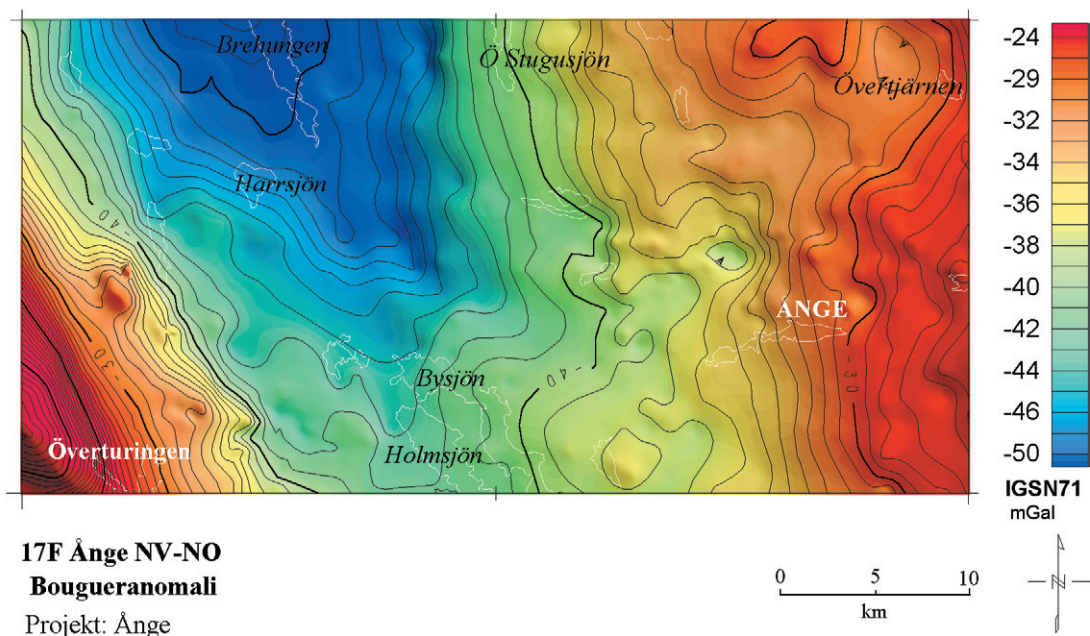 Brehungen
Ö Stugusjön
Övertjärnen
Harrsjön
- 40
ÅNGE
- 30
- 40
- 30
Bysjön
Överturingen
Holmsjön
-24
-29
-32
-34
-36
-38
-40
-42
-44
-46
-50
IGSN71
mGal
17F Ånge NV-NO
Bougueranomali
Projekt: Ånge
0 5 10
km
N